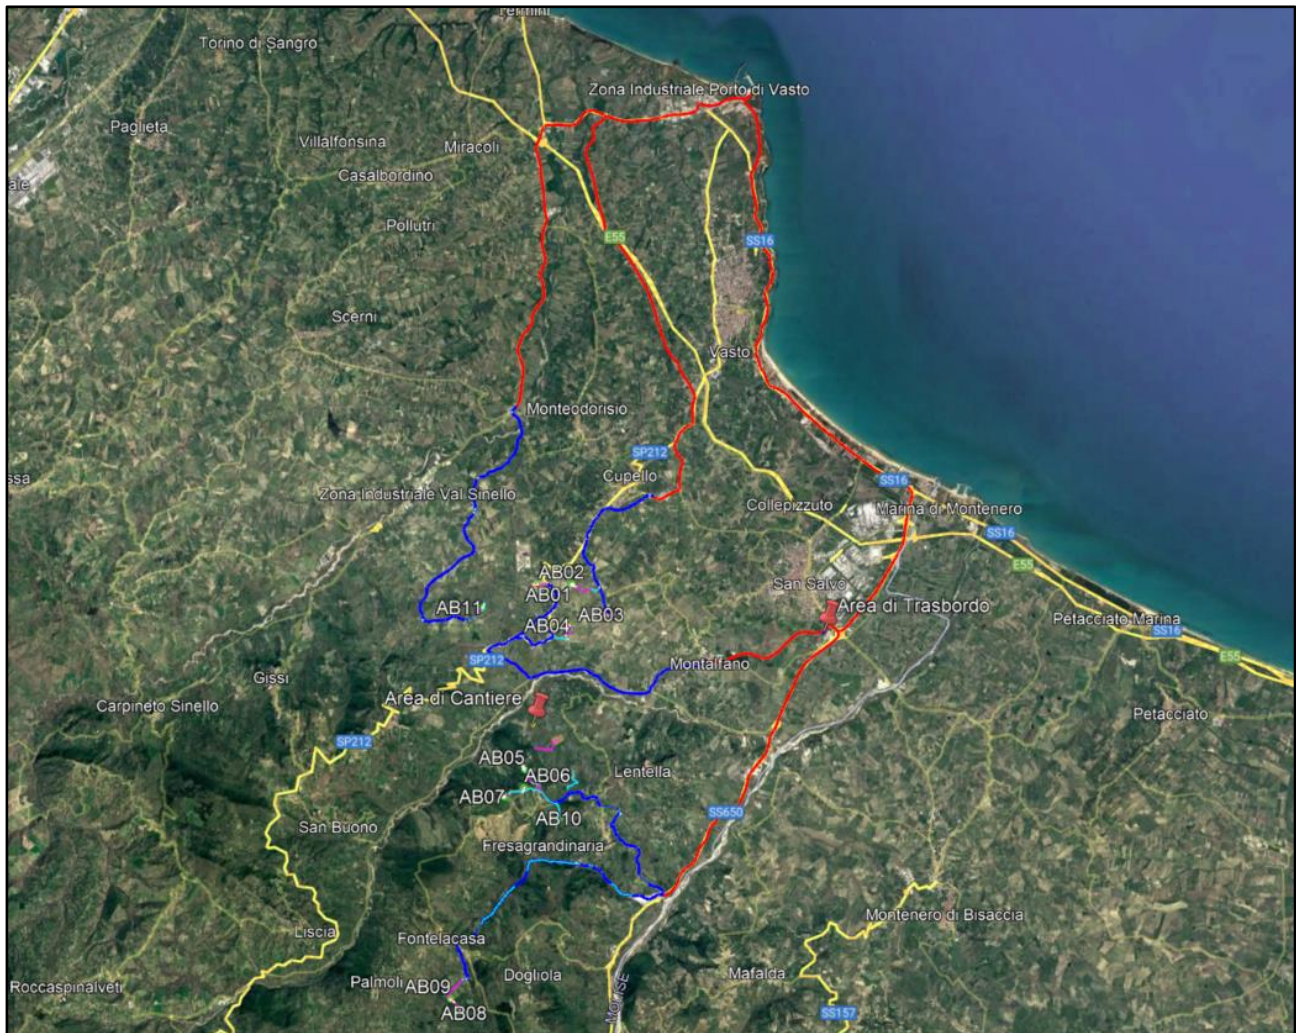 Termini
Torino di Sangro
Zona Industriale Porto di Vasto
Paglieta
Villalfonsina
Miracoli
Casalbordino
ale
Pollutri
E55
SS16
Scerni
Vasto
Monteodorisio
SP212
Cupello
ssa
Zona Industriale Val Sinello
SS16
Collepizzuto
Marina di Montenero
SS16
E55
AB02
San Salvo
AB01
AB11
AB03
Area di Trasbordo
AB04
Petacciato Marina
SS16
E55
SP212
Montalfano
Gissi
Area di Cantiere
Carpineto Sinello
Petacciato
SP212
AB05
AB06
Lentella
AB07
AB10
SS650
San Buono
Fresagrandinaria
Montenero di Bisaccia
Liscia
Fontelacasa
Dogliola
Mafalda
Roccaspinalveti
Palmoli
AB09
MOLISE
AB08
SS157